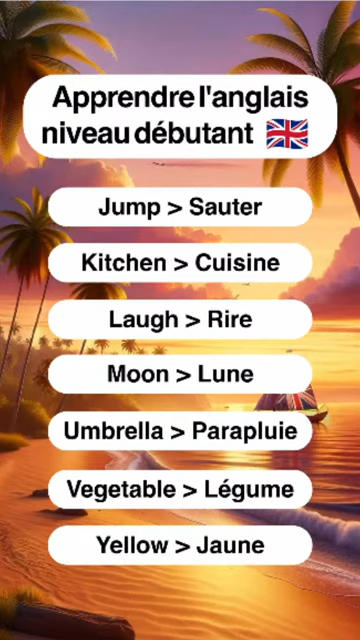 Apprendre l'anglais
niveau débutant 🇬🇧
Jump > Sauter
Kitchen > Cuisine
Laugh > Rire
Moon > Lune
Umbrella > Parapluie
Vegetable > Légume
Yellow > Jaune